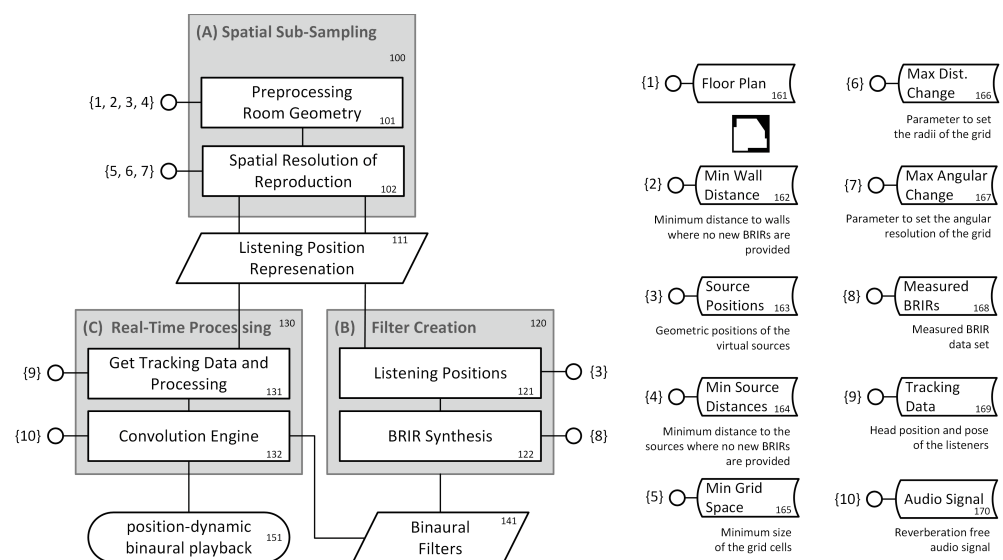 (A) Spatial Sub-Sampling
100
{1, 2, 3, 4}
Preprocessing
Room Geometry
101
{5, 6, 7}
Spatial Resolution of
Reproduction
102
Listening Position
Represenation
111
(C) Real-Time Processing
130
{9}
Get Tracking Data and
Processing
131
{10}
Convolution Engine
132
position-dynamic
binaural playback
151
(B) Filter Creation
120
Listening Positions
121
{3}
BRIR Synthesis
122
{8}
Binaural
Filters
141
{1}
Floor Plan
161
{2}
Min Wall
Distance
162
Minimum distance to walls
where no new BRIRs are
provided
{3}
Source
Positions
163
Geometric positions of the
virtual sources
{4}
Min Source
Distances
164
Minimum distance to the
sources where no new BRIRs
are provided
{5}
Min Grid
Space
165
Minimum size
of the grid cells
{6}
Max Dist.
Change
166
Parameter to set
the radii of the grid
{7}
Max Angular
Change
167
Parameter to set the angular
resolution of the grid
{8}
Measured
BRIRs
168
Measured BRIR
data set
{9}
Tracking
Data
169
Head position and pose
of the listeners
{10}
Audio Signal
170
Reverberation free
audio signal